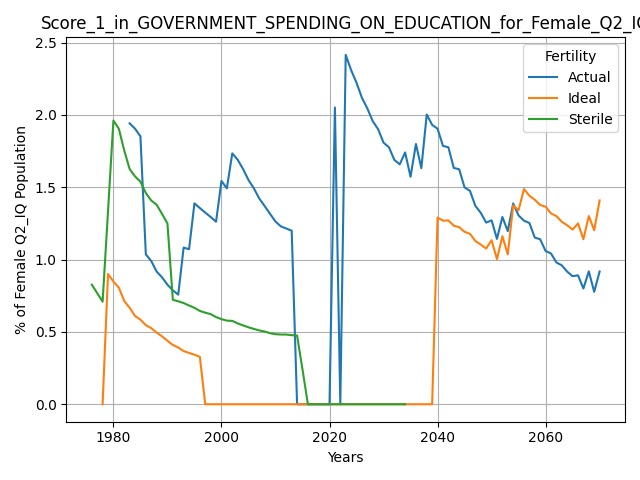 Score_1_in_GOVERNMENT_SPENDING_ON_EDUCATION_for_Female_Q2_IQ
Fertility
Actual
Ideal
Sterile
% of Female Q2_IQ Population
2.5
2.0
1.5
1.0
0.5
0.0
1980 2000 2020 2040 2060
Years